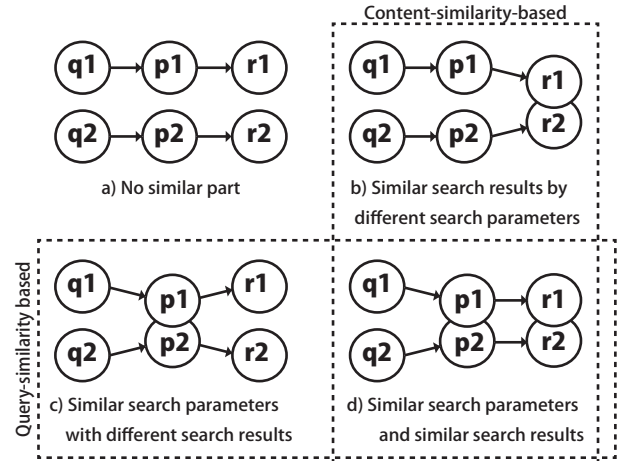 Content-similarity-based
q1 p1 r1
q2 p2 r2
a) No similar part
q1 p1 r1
q2 p2 r2
b) Similar search results by
different search parameters
Query-similarity based
q1 p1 r1
q2 p2 r2
c) Similar search parameters
with different search results
q1 p1 r1
q2 p2 r2
d) Similar search parameters
and similar search results